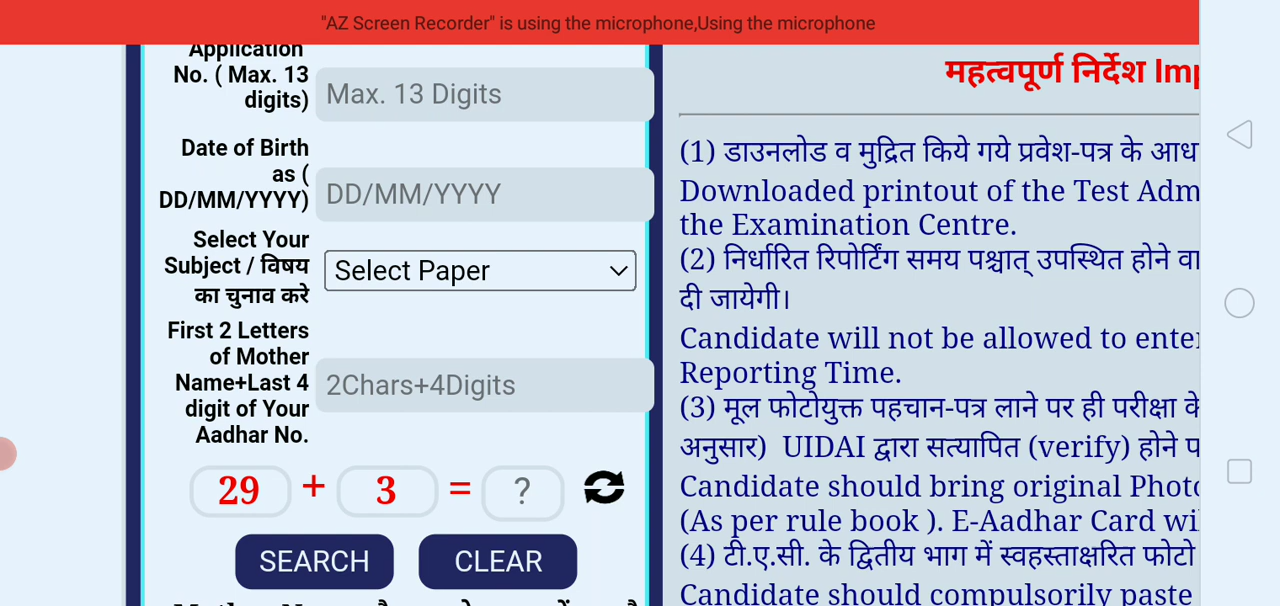 "AZ Screen Recorder" is using the microphone,Using the microphone
Application
No. ( Max. 13
digits)
Max. 13 Digits
Date of Birth
as (
DD/MM/YYYY)
DD/MM/YYYY
Select Your
Subject / विषय
का चुनाव करे
Select Paper
First 2 Letters
of Mother
Name+Last 4
digit of Your
Aadhar No.
2Chars+4Digits
29 + 3 = ?
SEARCH CLEAR
महत्वपूर्ण निर्देश Imp
(1) डाउनलोड व मुद्रित किये गये प्रवेश-पत्र के आध
Downloaded printout of the Test Adm
the Examination Centre.
(2) निर्धारित रिपोर्टिंग समय पश्चात् उपस्थित होने वा
दी जायेगी।
Candidate will not be allowed to enter
Reporting Time.
(3) मूल फोटोयुक्त पहचान-पत्र लाने पर ही परीक्षा के
अनुसार) UIDAI द्वारा सत्यापित (verify) होने प
Candidate should bring original Photo
(As per rule book ). E-Aadhar Card wi
(4) टी.ए.सी. के द्वितीय भाग में स्वहस्ताक्षरित फोटो
Candidate should compulsorily paste